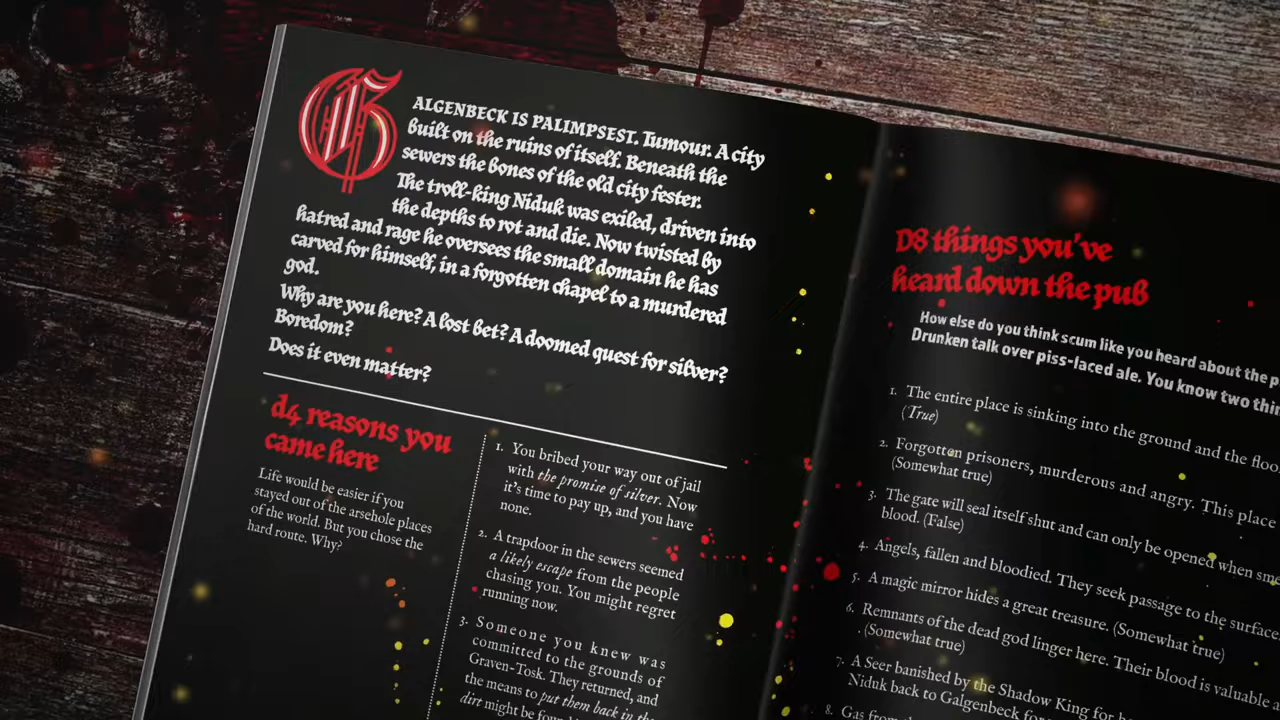 GALGENBECK IS PALIMPSEST. Tumour. A city
built on the ruins of itself. Beneath the
sewers the bones of the old city fester.
The troll-king Niduk was exiled, driven into
the depths to rot and die. Now twisted by
hatred and rage he oversees the small domain he has
carved for himself, in a forgotten chapel to a murdered
god.
Why are you here? A lost bet? A doomed quest for silver?
Boredom?
Does it even matter?
d4 reasons you
came here
Life would be easier if you
stayed out of the arsehole places
of the world. But you chose the
hard route. Why?
1. You bribed your way out of jail
with the promise of silver. Now
it's time to pay up, and you have
none.
2. A trapdoor in the sewers seemed
a likely escape from the people
chasing you. You might regret
running now.
3. Someone you knew was
committed to the grounds of
Graven-Tosk. They returned, and
the means to put them back in the
dirt might be
D8 things you've
heard down the pub
How else do you think scum like you heard about the
Drunken talk over piss-laced ale. You know two
1. The entire place is sinking into the ground and the
(True)
2. Forgotten prisoners, murderous and angry. This place
(Somewhat true)
3. The gate will seal itself shut and can only be opened when
blood. (False)
4. Angels, fallen and bloodied. They seek passage to the surface
5. A magic mirror hides a great treasure. (Somewhat true)
6. Remnants of the dead god linger here. Their blood is valuable
(Somewhat true)
7. A Seer banished by the Shadow King for
Niduk back to Galgenbeck
8. Gas